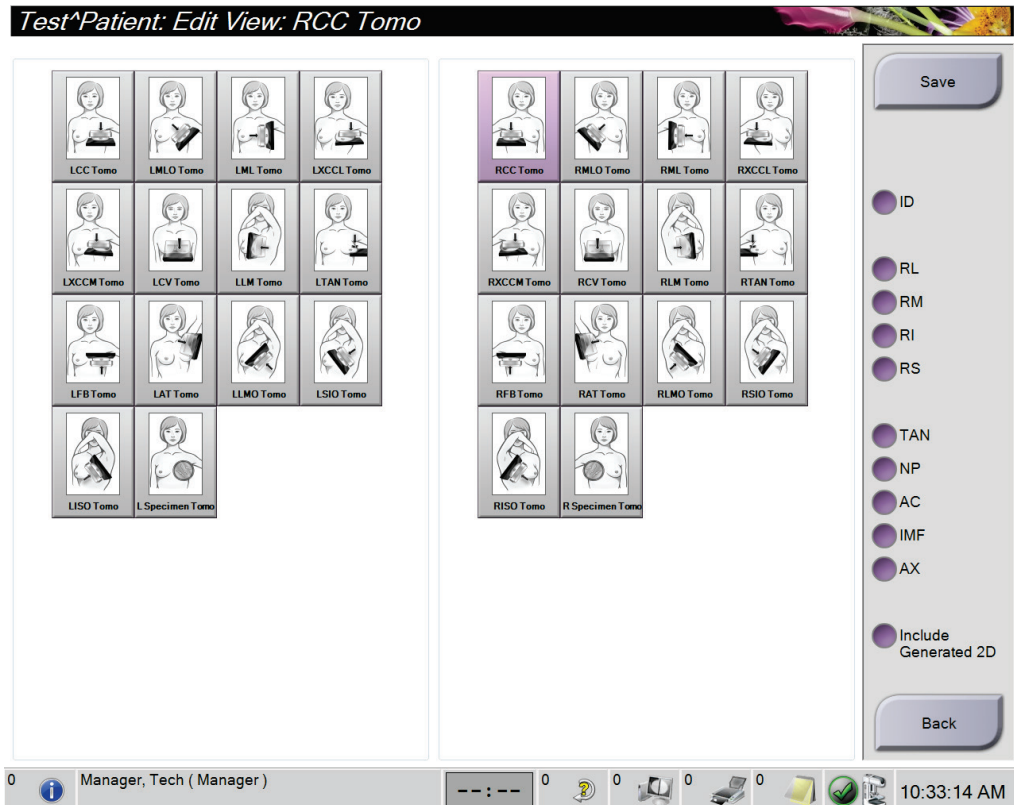 Test^Patient: Edit View: RCC Tomo
LCC Tomo LMLO Tomo LML Tomo LXCCL Tomo
LXCCM Tomo LCV Tomo LLM Tomo LTAN Tomo
LFB Tomo LAT Tomo LLMO Tomo LSIO Tomo
LISO Tomo L Specimen Tomo
RCC Tomo RMLO Tomo RML Tomo RXCCL Tomo
RXCCM Tomo RCV Tomo RLM Tomo RTAN Tomo
RFB Tomo RAT Tomo RLMO Tomo RSIO Tomo
RISO Tomo R Specimen Tomo
Save
ID
RL
RM
RI
RS
TAN
NP
AC
IMF
AX
Include
Generated 2D
Back
0 i Manager, Tech ( Manager ) --:-- 0 ? 0 0 0 10:33:14 AM